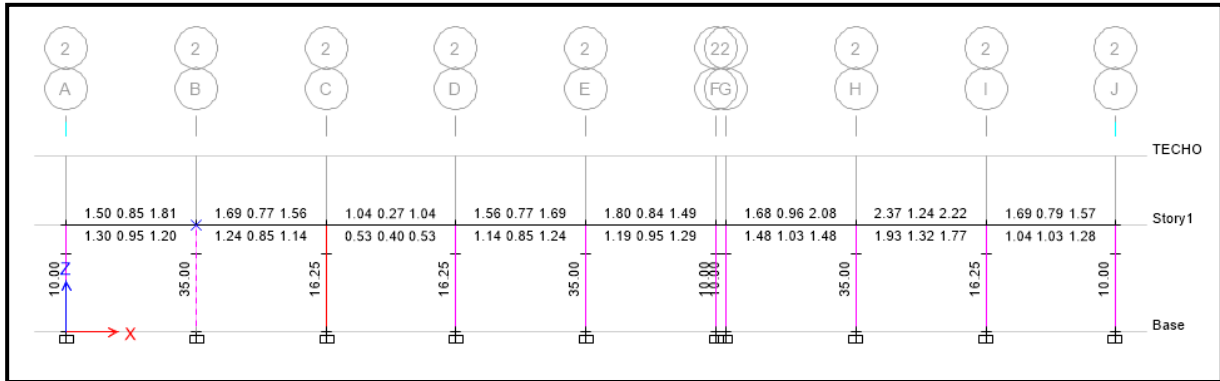 2 2 2 2 2 22 2 2 2
A B C D E FG H I J
TECHO
1.50 0.85 1.81 1.69 0.77 1.56 1.04 0.27 1.04 1.56 0.77 1.69 1.80 0.84 1.49 1.68 0.96 2.08 2.37 1.24 2.22 1.69 0.79 1.57
Story1
1.30 0.95 1.20 1.24 0.85 1.14 0.53 0.40 0.53 1.14 0.85 1.24 1.19 0.95 1.29 1.48 1.03 1.48 1.93 1.32 1.77 1.04 1.03 1.28
10.00 35.00 16.25 16.25 35.00 10.00 10.00 35.00 16.25 10.00
Z
X
Base